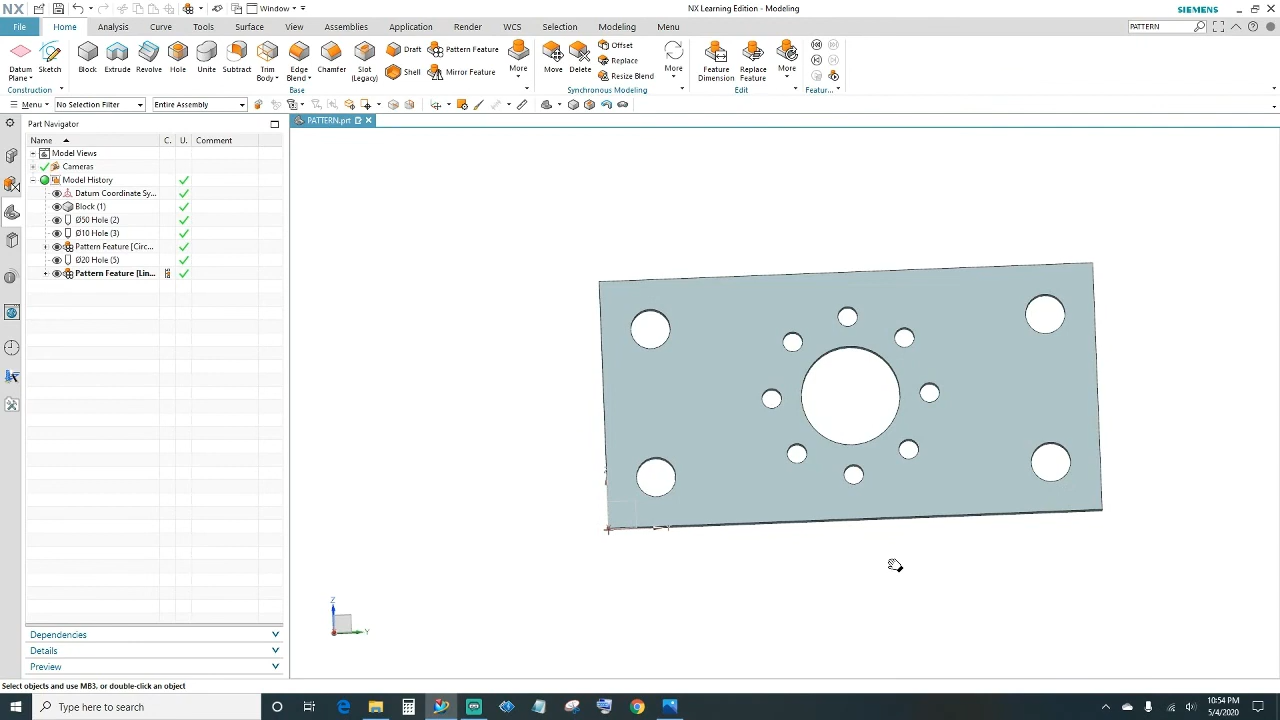 NX
Window
NX Learning Edition - Modeling
SIEMENS
File
Home
Analysis
Curve
Tools
Surface
View
Assemblies
Application
Render
WCS
Selection
Modeling
Menu
PATTERN
Datum Plane
Sketch
Block
Extrude
Revolve
Hole
Unite
Subtract
Trim Body
Edge Blend
Chamfer
Slot (Legacy)
Draft
Shell
Pattern Feature
Mirror Feature
More
Move
Delete
Offset
Replace
Resize Blend
More
Feature Dimension
Replace Feature
More
Construction
Base
Synchronous Modeling
Edit
Featur...
Menu
No Selection Filter
Entire Assembly
Part Navigator
PATTERN.prt
Name
C.
U.
Comment
Model Views
Cameras
Model History
Datum Coordinate Sy...
Block (1)
Ø50 Hole (2)
Ø10 Hole (3)
Pattern Feature [Circ...
Ø20 Hole (5)
Pattern Feature [Lin...
Z
Y
Dependencies
Details
Preview
Select objects and use MB3, or double-click an object
Type here to search
10:54 PM
5/4/2020